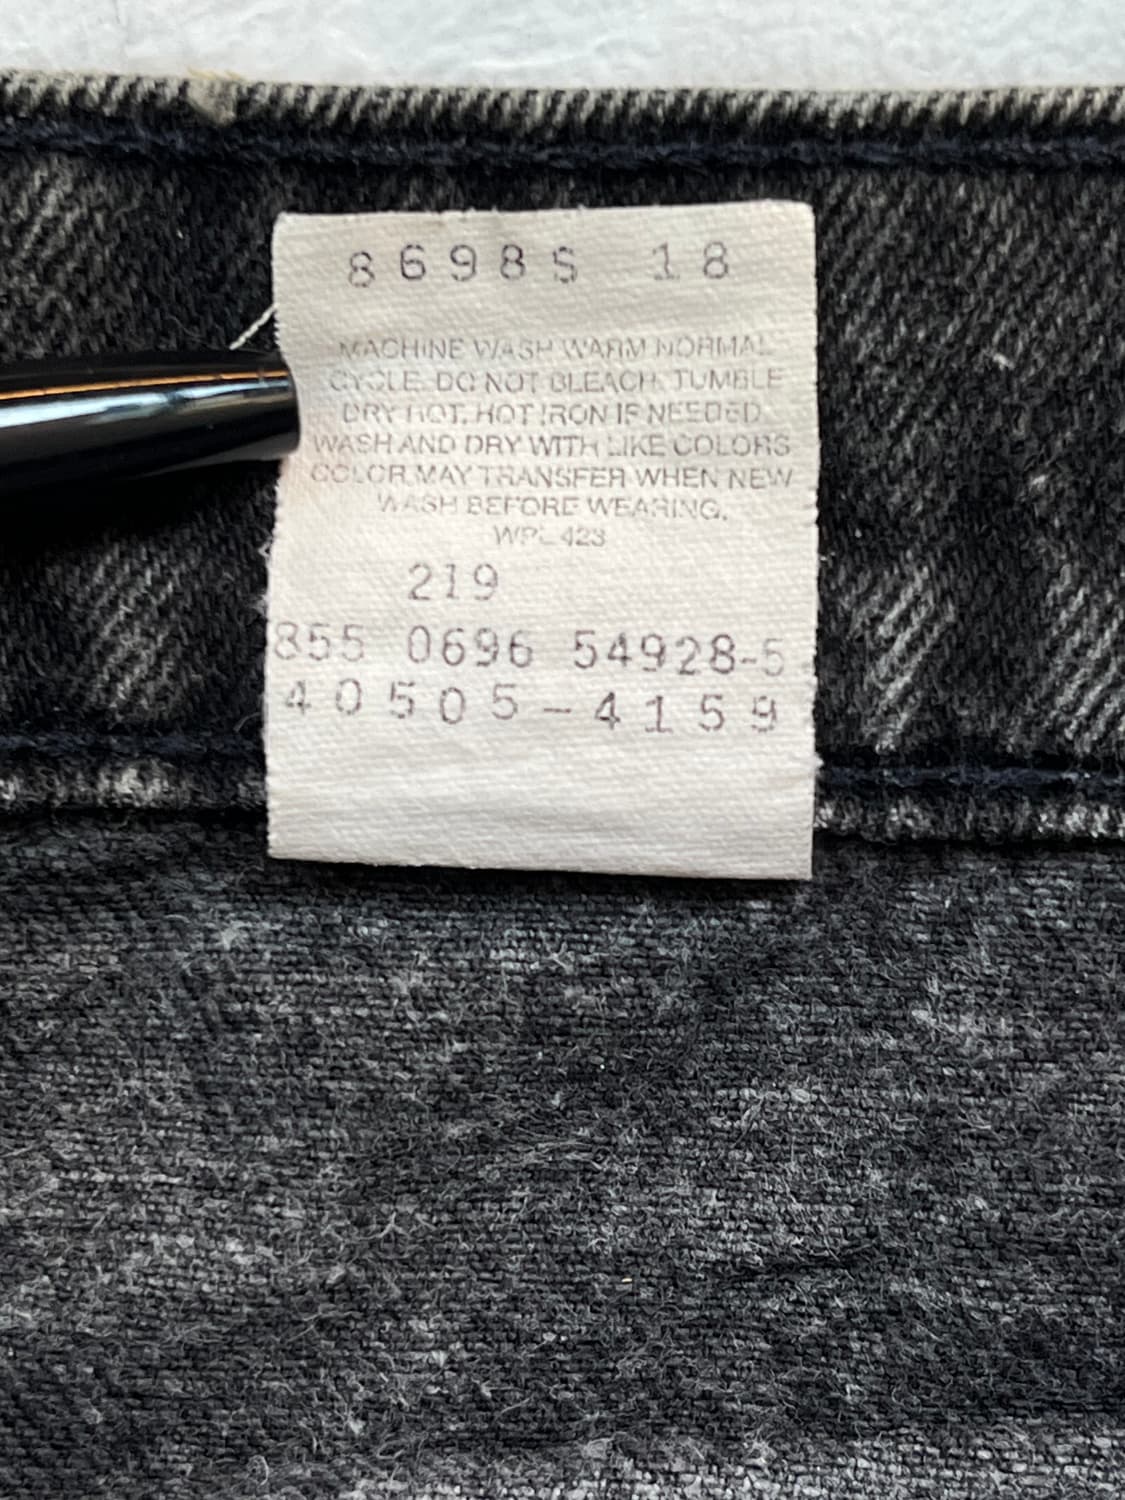 8698S 18
MACHINE WASH WARM NORMAL
CYCLE. DO NOT BLEACH. TUMBLE
DRY HOT. HOT IRON IF NEEDED.
WASH AND DRY WITH LIKE COLORS
COLOR MAY TRANSFER WHEN NEW
WASH BEFORE WEARING.
WPL 423
219
855 0696 54928-5
40505-4159